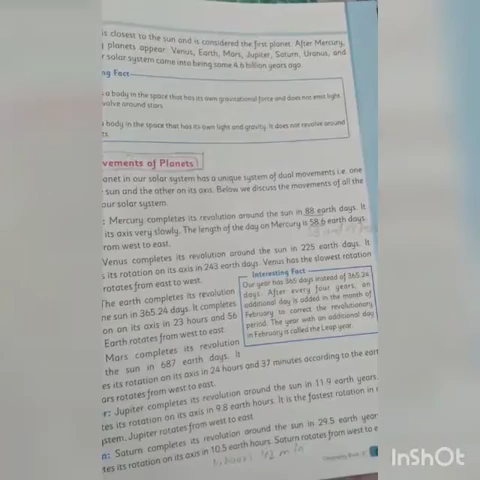 is closest to the sun and is considered the first planet. After Mercury,
planets appear Venus, Earth, Mars, Jupiter, Saturn, Uranus, and
r solar system came into being some 4.6 billion years ago.
ng Fact
a body in the space that has its own gravitational force and does not emit light.
volve around stars.
body in the space that has its own light and gravity. It does not revolve around
ts.
vements of Planets
anet in our solar system has a unique system of dual movements i.e. one
sun and the other on its axis. Below we discuss the movements of all the
our solar system.
: Mercury completes its revolution around the sun in 88 earth days. It
its axis very slowly. The length of the day on Mercury is 58.6 earth days.
rom west to east.
Venus completes its revolution around the sun in 225 earth days. It
s its rotation on its axis in 243 earth days. Venus has the slowest rotation
rotates from east to west.
The earth completes its revolution
he sun in 365.24 days. It completes
on on its axis in 23 hours and 56
Earth rotates from west to east.
Mars completes its revolution
the sun in 687 earth days. It
Interesting Fact
Our year has 365 days instead of 365.24
days. After every four years, an
additional day is added in the month of
February to correct the revolutionary
period. The year with an additional day
in February is called the Leap year.
es its rotation on its axis in 24 hours and 37 minutes according to the eart
ars rotates from west to east.
r: Jupiter completes its revolution around the sun in 11.9 earth years.
tes its rotation on its axis in 9.8 earth hours. It is the fastest rotation in
ystem. Jupiter rotates from west to east.
n: Saturn completes its revolution around the sun in 29.5 earth year
tes its rotation on its axis in 10.5 earth hours. Saturn rotates from west to e
42 min
InShOt